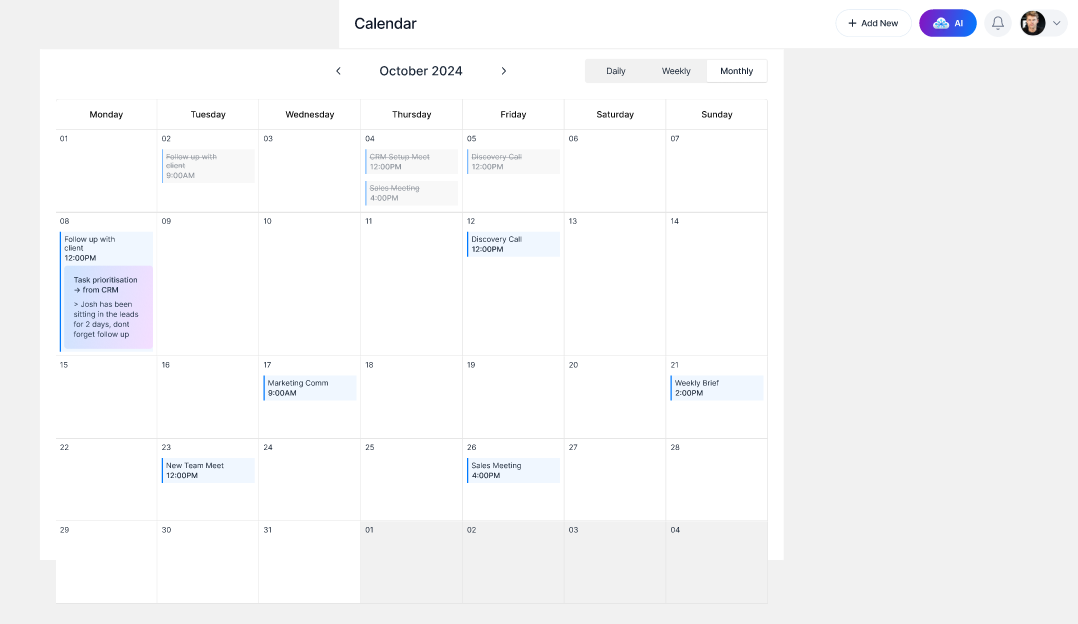 Calendar
+ Add New
AI
October 2024
Daily
Weekly
Monthly
Monday
Tuesday
Wednesday
Thursday
Friday
Saturday
Sunday
01
02
Follow up with
client
9:00AM
03
04
CRM Setup Meet
12:00PM
Sales Meeting
4:00PM
05
Discovery Call
12:00PM
06
07
08
Follow up with
client
12:00PM
Task prioritisation
→ from CRM
> Josh has been
sitting in the leads
for 2 days, dont
forget follow up
09
10
11
12
Discovery Call
12:00PM
13
14
15
16
17
Marketing Comm
9:00AM
18
19
20
21
Weekly Brief
2:00PM
22
23
New Team Meet
12:00PM
24
25
26
Sales Meeting
4:00PM
27
28
29
30
31
01
02
03
04